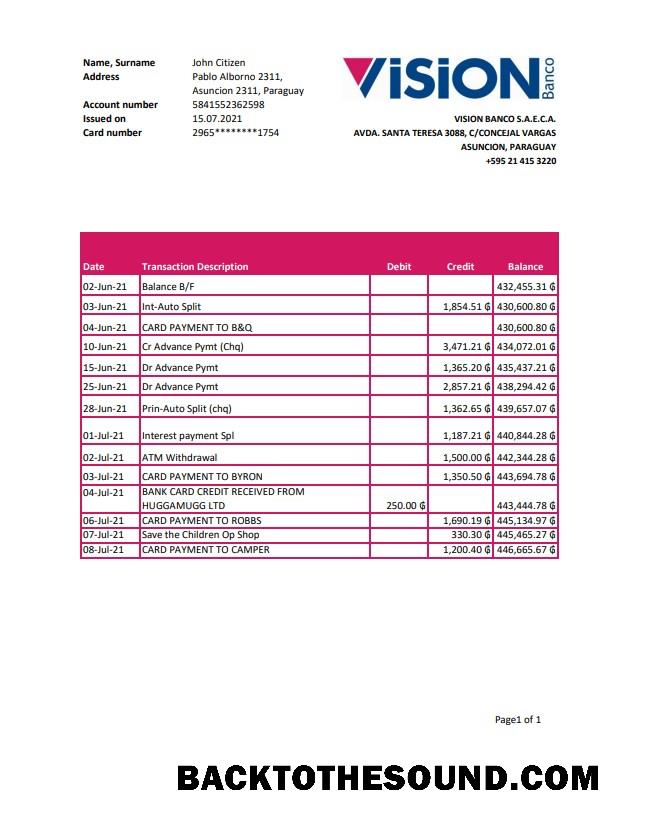 Name, Surname John Citizen
Address Pablo Alborno 2311,
Asuncion 2311, Paraguay
Account number 5841552362598
Issued on 15.07.2021
Card number 2965********1754
ViSiON Banco
VISION BANCO S.A.E.C.A.
AVDA. SANTA TERESA 3088, C/CONCEJAL VARGAS
ASUNCION, PARAGUAY
+595 21 415 3220
Date Transaction Description Debit Credit Balance
02-Jun-21 Balance B/F 432,455.31 ₲
03-Jun-21 Int-Auto Split 1,854.51 ₲ 430,600.80 ₲
04-Jun-21 CARD PAYMENT TO B&Q 430,600.80 ₲
10-Jun-21 Cr Advance Pymt (Chq) 3,471.21 ₲ 434,072.01 ₲
15-Jun-21 Dr Advance Pymt 1,365.20 ₲ 435,437.21 ₲
25-Jun-21 Dr Advance Pymt 2,857.21 ₲ 438,294.42 ₲
28-Jun-21 Prin-Auto Split (chq) 1,362.65 ₲ 439,657.07 ₲
01-Jul-21 Interest payment Spl 1,187.21 ₲ 440,844.28 ₲
02-Jul-21 ATM Withdrawal 1,500.00 ₲ 442,344.28 ₲
03-Jul-21 CARD PAYMENT TO BYRON 1,350.50 ₲ 443,694.78 ₲
04-Jul-21 BANK CARD CREDIT RECEIVED FROM
HUGGAMUGG LTD 250.00 ₲ 443,444.78 ₲
06-Jul-21 CARD PAYMENT TO ROBBS 1,690.19 ₲ 445,134.97 ₲
07-Jul-21 Save the Children Op Shop 330.30 ₲ 445,465.27 ₲
08-Jul-21 CARD PAYMENT TO CAMPER 1,200.40 ₲ 446,665.67 ₲
Page1 of 1
BACKTOTHESOUND.COM